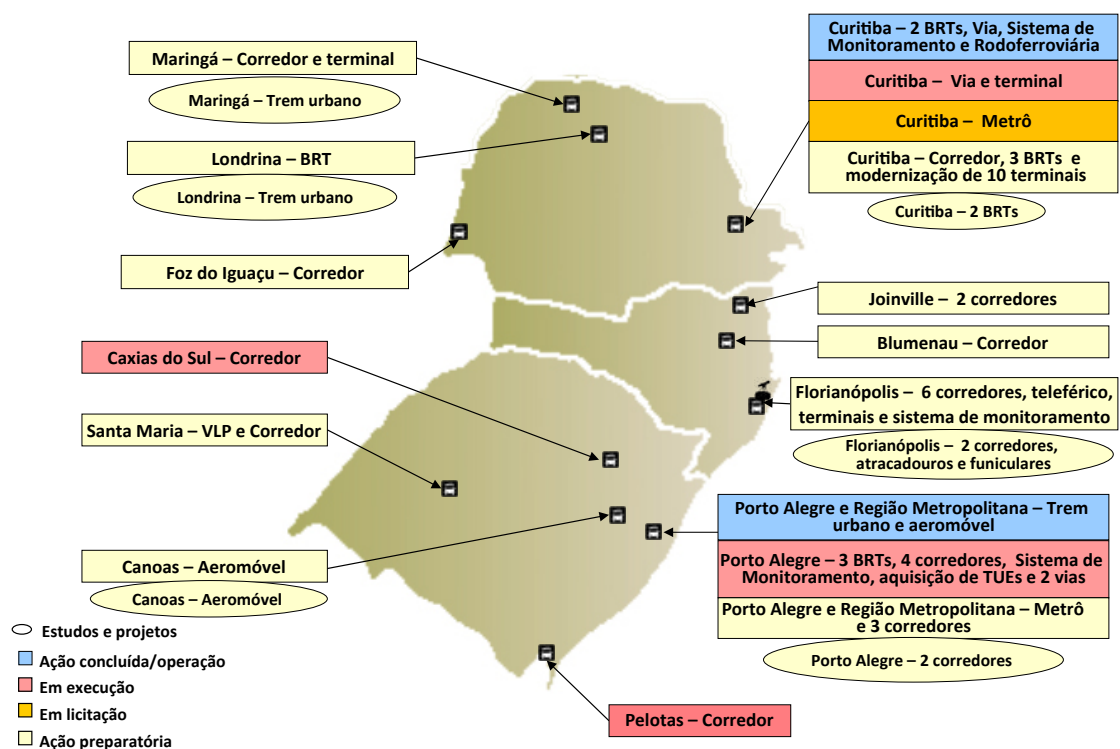 Maringá – Corredor e terminal
Maringá – Trem urbano
Londrina – BRT
Londrina – Trem urbano
Foz do Iguaçu – Corredor
Caxias do Sul – Corredor
Santa Maria – VLP e Corredor
Canoas – Aeromóvel
Canoas – Aeromóvel
Curitiba – 2 BRTs, Via, Sistema de
Monitoramento e Rodoferroviária
Curitiba – Via e terminal
Curitiba – Metrô
Curitiba – Corredor, 3 BRTs e
modernização de 10 terminais
Curitiba – 2 BRTs
Joinville – 2 corredores
Blumenau – Corredor
Florianópolis – 6 corredores, teleférico,
terminais e sistema de monitoramento
Florianópolis – 2 corredores,
atracadouros e funiculares
Porto Alegre e Região Metropolitana – Trem
urbano e aeromóvel
Porto Alegre – 3 BRTs, 4 corredores, Sistema de
Monitoramento, aquisição de TUEs e 2 vias
Porto Alegre e Região Metropolitana – Metrô
e 3 corredores
Porto Alegre – 2 corredores
Pelotas – Corredor
Estudos e projetos
Ação concluída/operação
Em execução
Em licitação
Ação preparatória